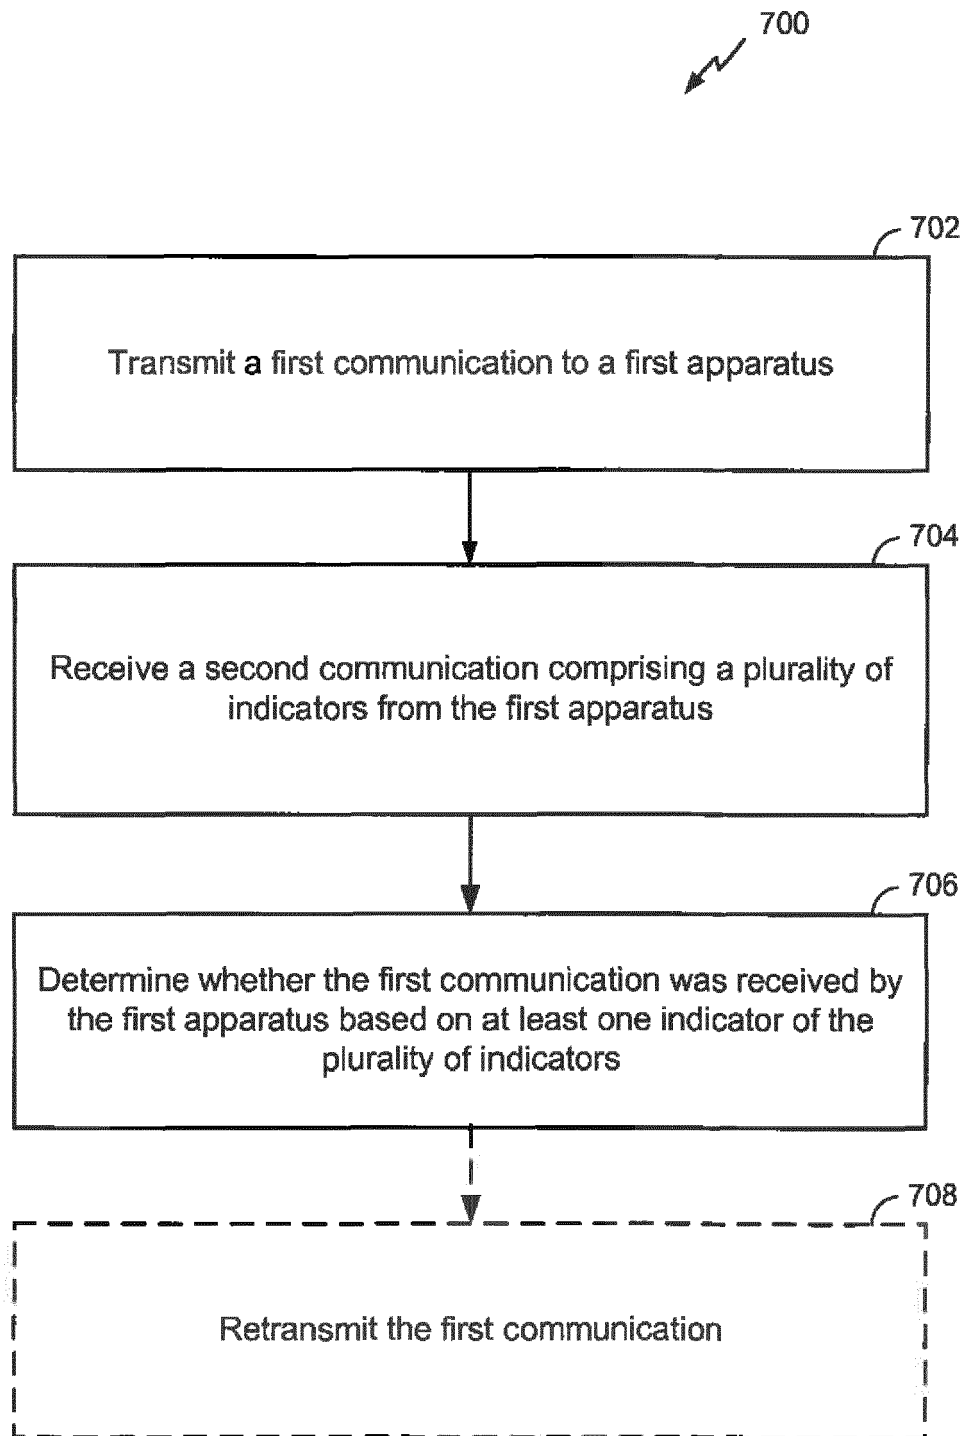 700
702
Transmit a first communication to a first apparatus
704
Receive a second communication comprising a plurality of
indicators from the first apparatus
706
Determine whether the first communication was received by
the first apparatus based on at least one indicator of the
plurality of indicators
708
Retransmit the first communication